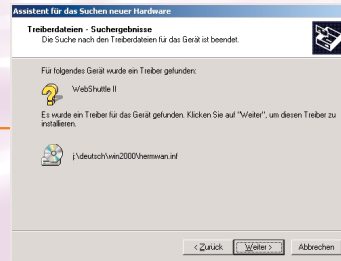 Assistent für das Suchen neuer Hardware
Treiberdateien - Suchergebnisse
Die Suche nach den Treiberdateien für das Gerät ist beendet.
Für folgendes Gerät wurde ein Treiber gefunden:
WebShuttle II
Es wurde ein Treiber für das Gerät gefunden. Klicken Sie auf "Weiter", um diesen Treiber zu
installieren.
j:\deutsch\win2000\hermwan.inf
< Zurück
Weiter >
Abbrechen